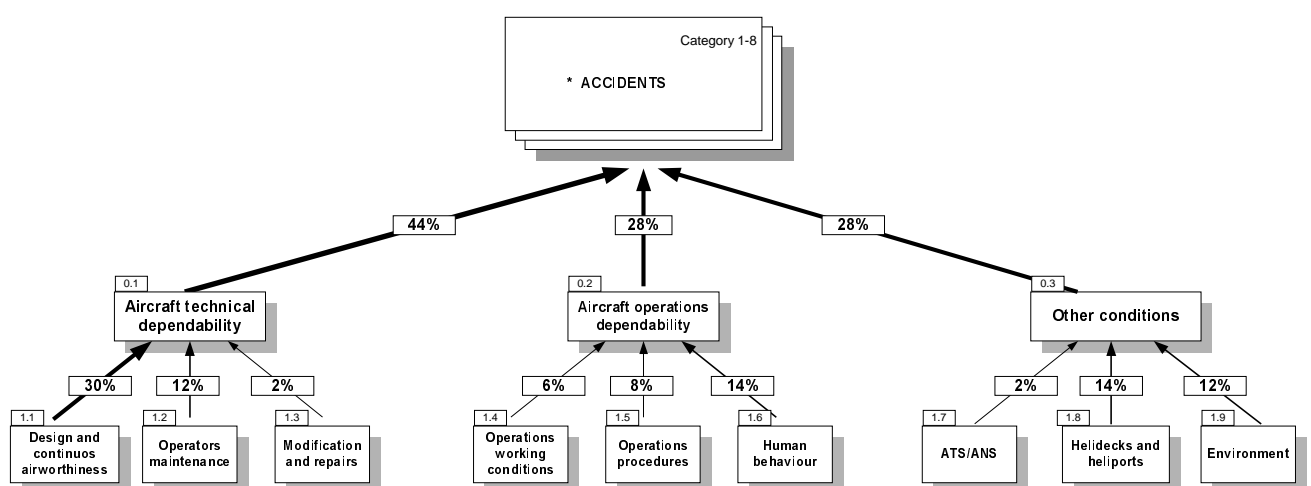 Category 1-8
* ACCIDENTS
44%
28%
28%
0.1
Aircraft technical
dependability
0.2
Aircraft operations
dependability
0.3
Other conditions
30%
12%
2%
6%
8%
14%
2%
14%
12%
1.1
Design and
continuos
airworthiness
1.2
Operators
maintenance
1.3
Modification
and repairs
1.4
Operations
working
conditions
1.5
Operations
procedures
1.6
Human
behaviour
1.7
ATS/ANS
1.8
Helidecks and
heliports
1.9
Environment